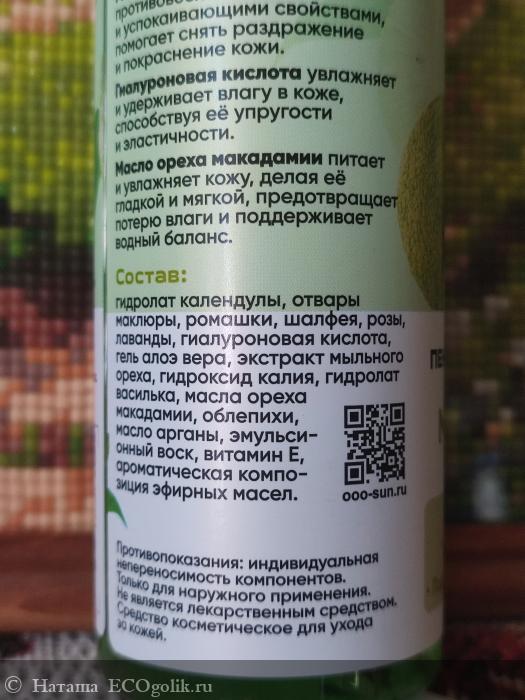 и успокаивающими свойствами,
помогает снять раздражение
и покраснение кожи.
Гиалуроновая кислота увлажняет
и удерживает влагу в коже,
способствуя её упругости
и эластичности.
Масло ореха макадамии питает
и увлажняет кожу, делая её
гладкой и мягкой, предотвращает
потерю влаги и поддерживает
водный баланс.
Состав:
гидролат календулы, отвары
маклюры, ромашки, шалфея, розы,
лаванды, гиалуроновая кислота,
гель алоэ вера, экстракт мыльного
ореха, гидроксид калия, гидролат
василька, масла ореха
макадамии, облепихи,
масло арганы, эмульси-
онный воск, витамин Е,
ароматическая компо-
зиция эфирных масел.
ooo-sun.ru
Противопоказания: индивидуальная
непереносимость компонентов.
Только для наружного применения.
Не является лекарственным средством.
Средство косметическое для ухода
за кожей.
© Наташа ECOgolik.ru